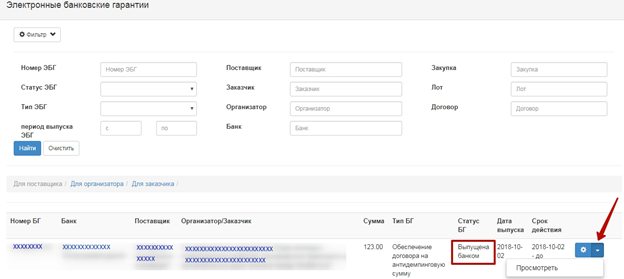 Электронные банковские гарантии
Фильтр
Номер ЭБГ Номер ЭБГ Поставщик Поставщик Закупка Закупка
Статус ЭБГ Заказчик Заказчик Лот Лот
Тип ЭБГ Организатор Организатор Договор Договор
период выпуска ЭБГ с по Банк Банк
Найти Очистить
Для поставщика / Для организатора / Для заказчика /
Номер БГ Банк Поставщик Организатор/Заказчик Сумма Тип БГ Статус БГ Дата выпуска Срок действия
XXXXXXXX XXXXXXXXXXXXX XXXXXXXXXX XXXXXXXXXXXXXXXXXXXXXXXX 123.00 Обеспечение договора на антидемпинговую сумму Выпущена банком 2018-10-02 2018-10-02 - до
XXXXXXXXXX XXXXXXXXXXXXXXXXXXXXXX
Просмотреть